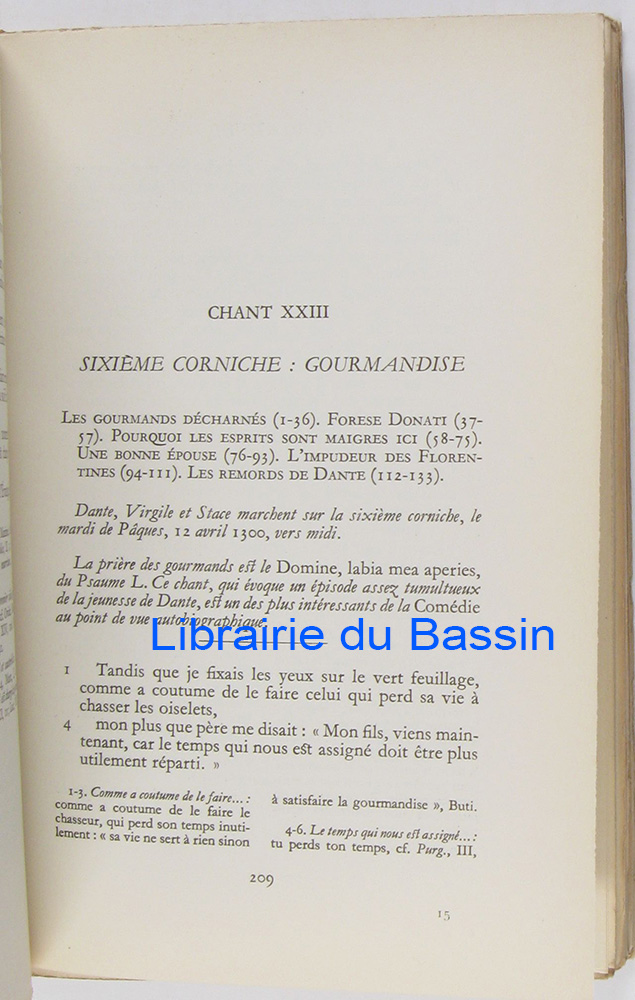 CHANT XXIII
SIXIÈME CORNICHE : GOURMANDISE
LES GOURMANDS DÉCHARNÉS (1-36). FORESE DONATI (37-
57). POURQUOI LES ESPRITS SONT MAIGRES ICI (58-75).
UNE BONNE ÉPOUSE (76-93). L'IMPUDEUR DES FLOREN-
TINES (94-111). LES REMORDS DE DANTE (112-133).
Dante, Virgile et Stace marchent sur la sixième corniche, le
mardi de Pâques, 12 avril 1300, vers midi.
La prière des gourmands est le Domine, labia mea aperies,
du Psaume L. Ce chant, qui évoque un épisode assez tumultueux
de la jeunesse de Dante, est un des plus intéressants de la Comédie
au point de vue autobiographique.
Librairie du Bassin
1 Tandis que je fixais les yeux sur le vert feuillage,
comme a coutume de le faire celui qui perd sa vie à
chasser les oiselets,
4 mon plus que père me disait : « Mon fils, viens main-
tenant, car le temps qui nous est assigné doit être plus
utilement réparti. »
1-3. Comme a coutume de le faire... :
comme a coutume de le faire le
chasseur, qui perd son temps inuti-
lement : « sa vie ne sert à rien sinon
à satisfaire la gourmandise », Buti.
4-6. Le temps qui nous est assigné... :
tu perds ton temps, cf. Purg., III,
209
15